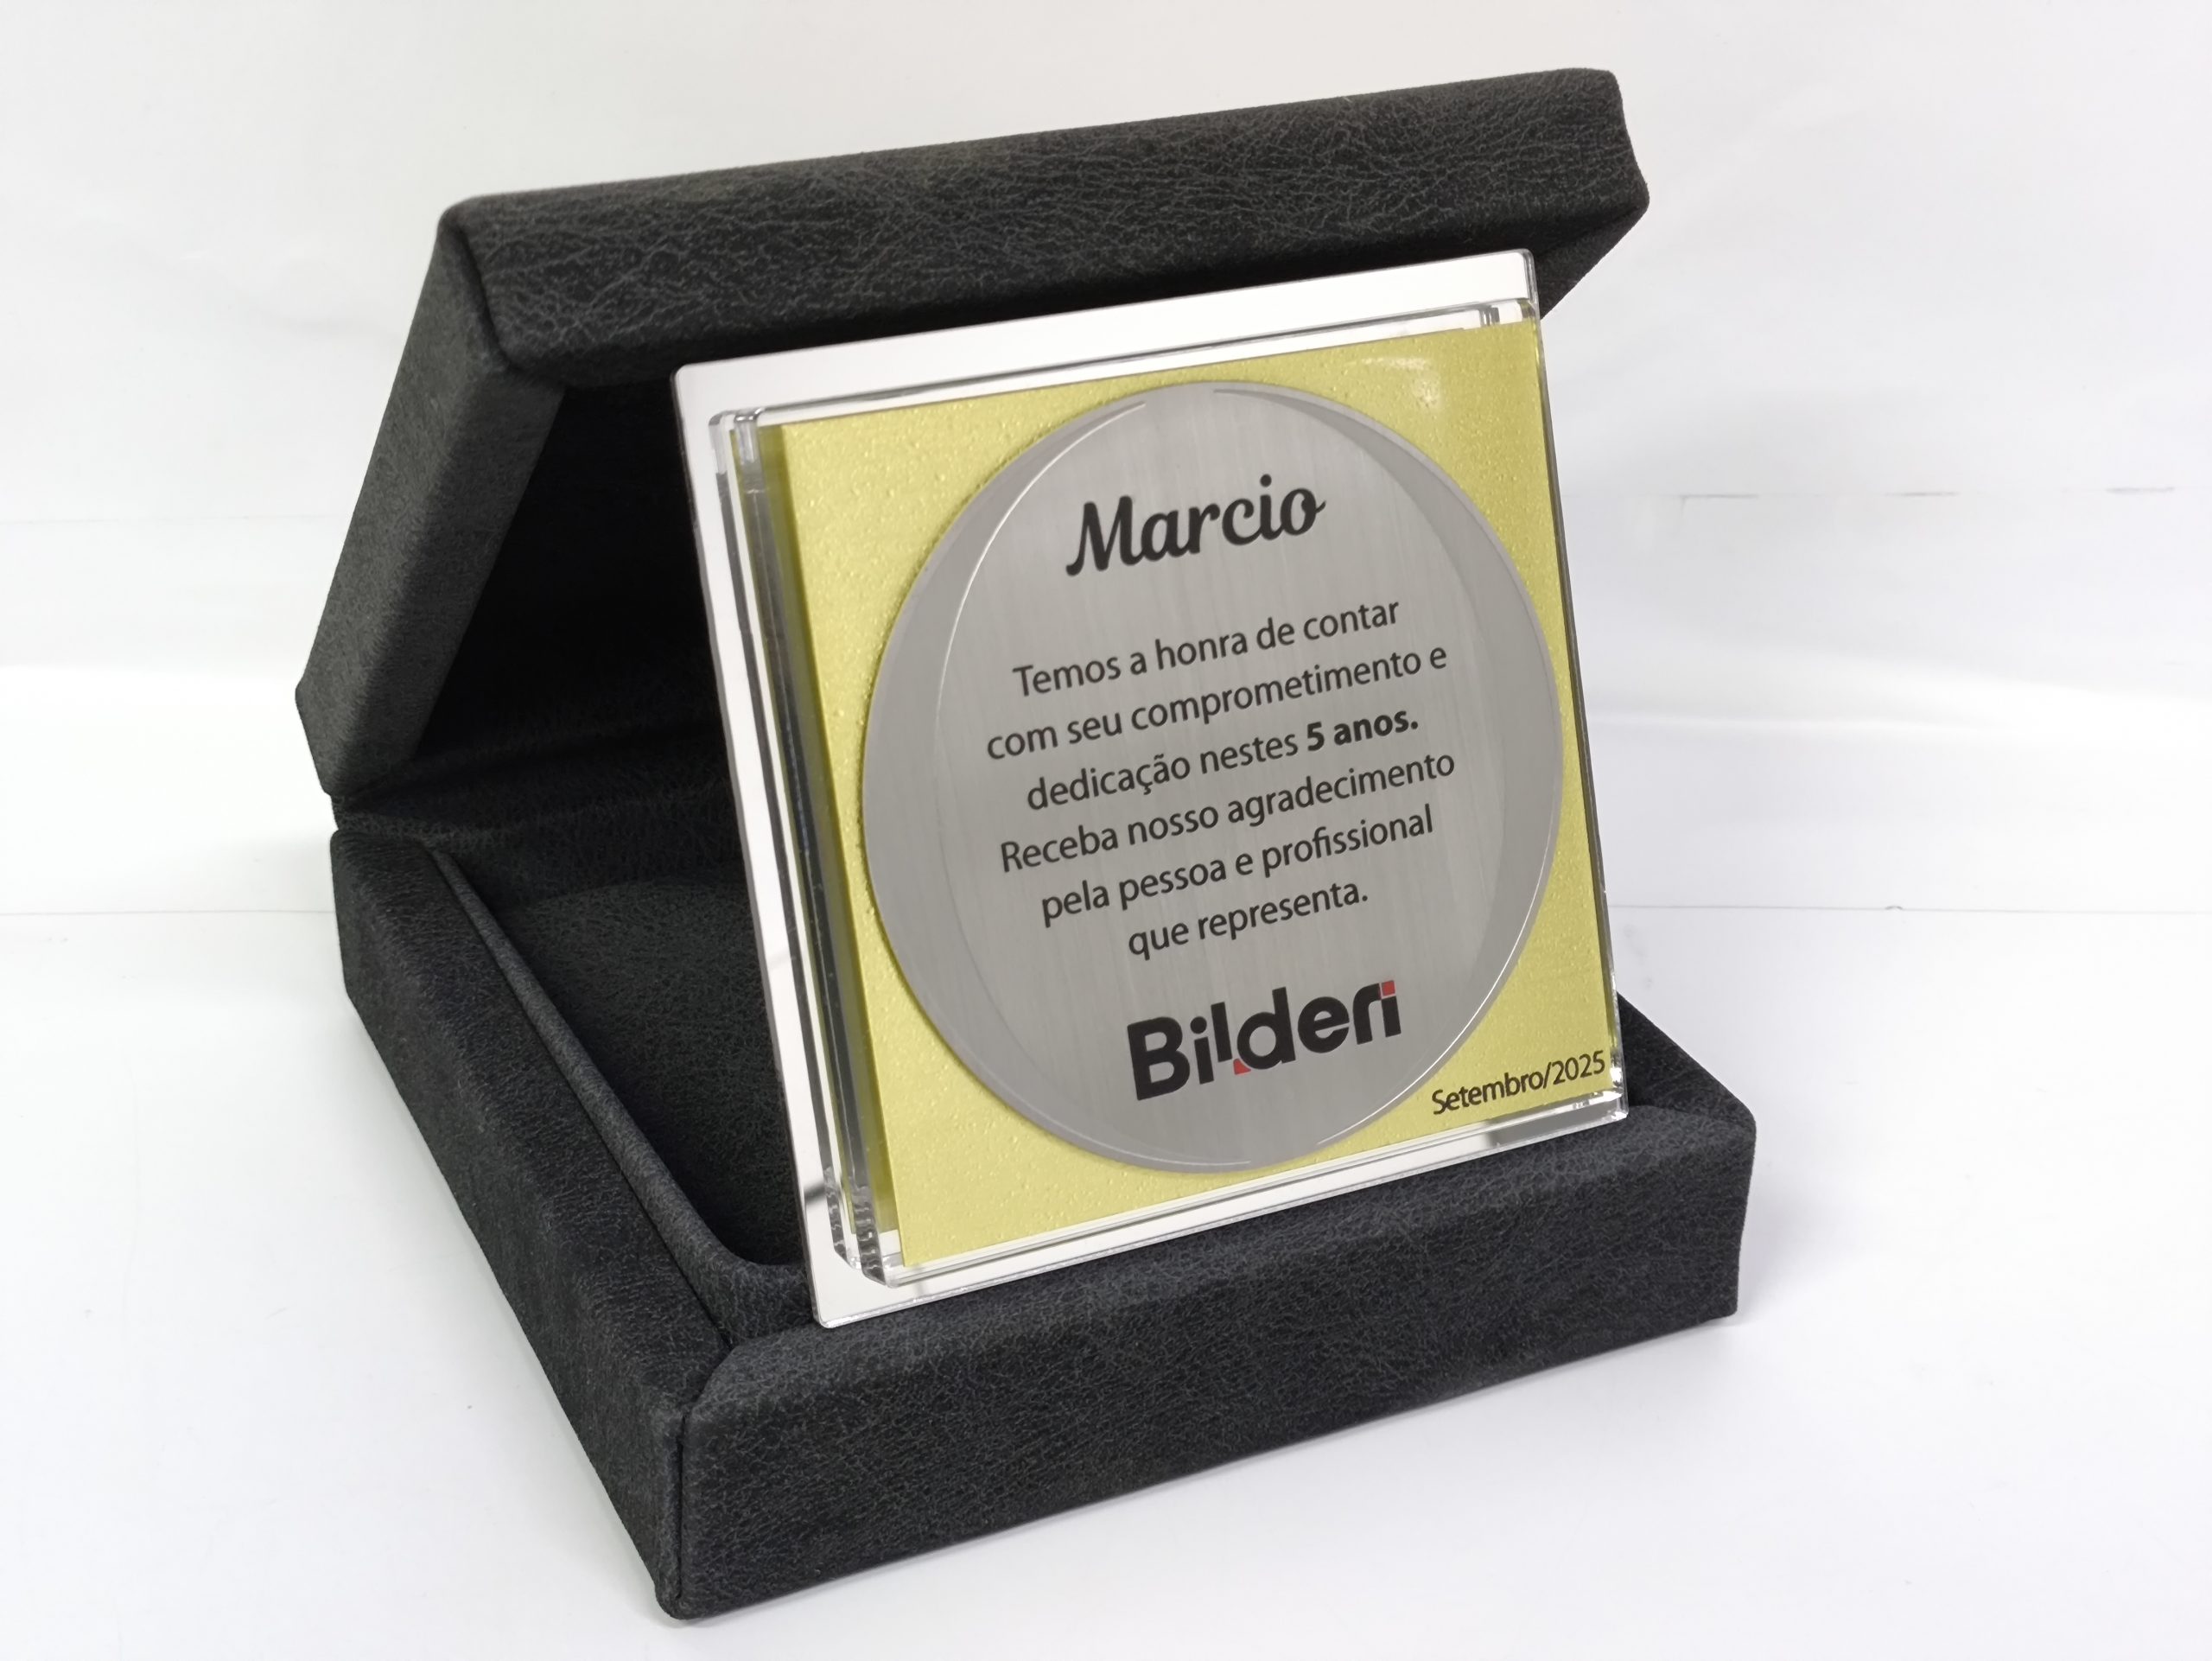 Marcio
Temos a honra de contar
com seu comprometimento e
dedicação nestes 5 anos.
Receba nosso agradecimento
pela pessoa e profissional
que representa.
Bilderi
Setembro/2025